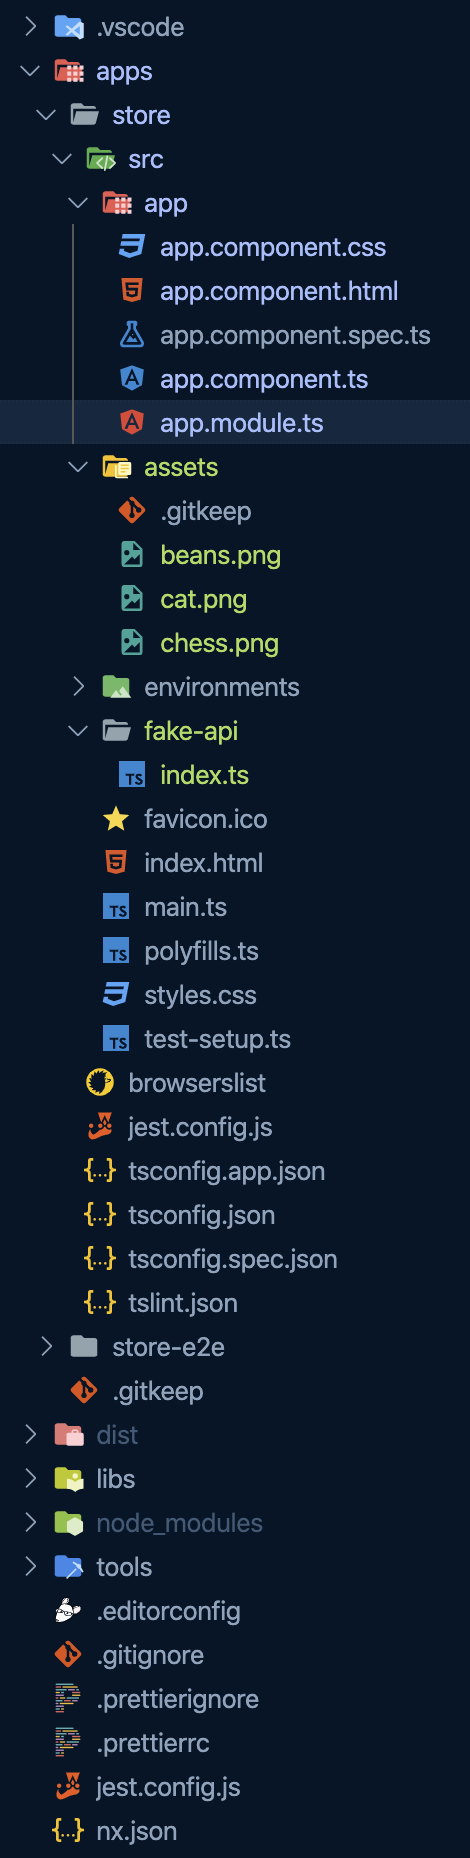 .vscode
apps
store
src
app
app.component.css
app.component.html
app.component.spec.ts
app.component.ts
app.module.ts
assets
.gitkeep
beans.png
cat.png
chess.png
environments
fake-api
TS index.ts
favicon.ico
index.html
TS main.ts
TS polyfills.ts
styles.css
TS test-setup.ts
browserslist
jest.config.js
{...} tsconfig.app.json
{...} tsconfig.json
{...} tsconfig.spec.json
{...} tslint.json
store-e2e
.gitkeep
dist
libs
node_modules
tools
.editorconfig
.gitignore
.prettierignore
.prettierrc
jest.config.js
{...} nx.json